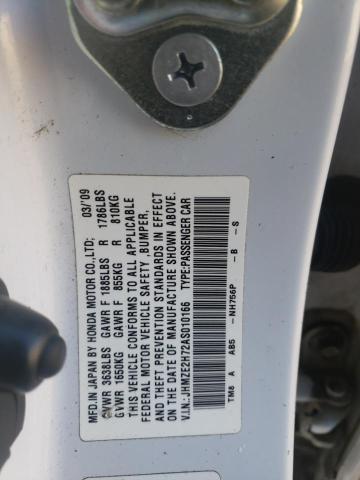 MFD.IN JAPAN BY HONDA MOTOR CO.,LTD. 03/'09
GVWR 3638LBS GAWR F 1885LBS R 1786LBS
GVWR 1650KG GAWR F 855KG R 810KG
THIS VEHICLE CONFORMS TO ALL APPLICABLE
FEDERAL MOTOR VEHICLE SAFETY ,BUMPER,
AND THEFT PREVENTION STANDARDS IN EFFECT
ON THE DATE OF MANUFACTURE SHOWN ABOVE.
V.I.N.:JHMZE2H72AS010166 TYPE:PASSENGER CAR
TM8 A AB5 -NH756P -B -S